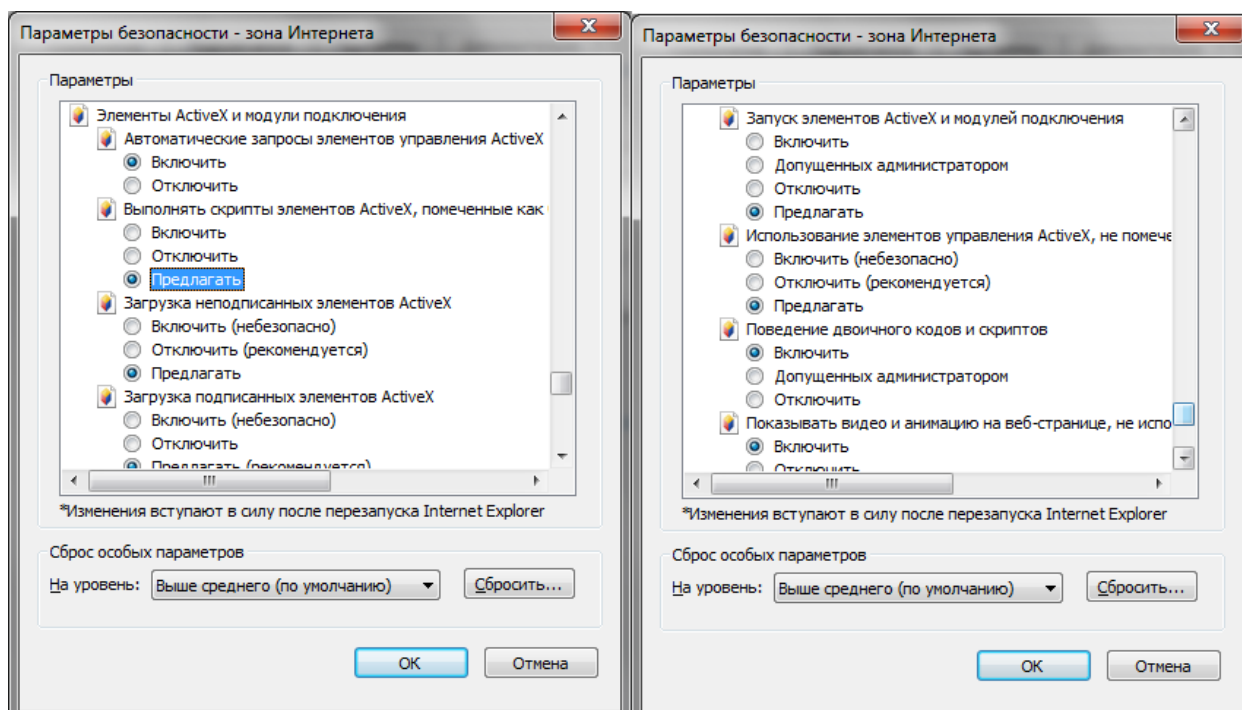 Параметры безопасности - зона Интернета
Параметры
Элементы ActiveX и модули подключения
Автоматические запросы элементов управления ActiveX
Включить
Отключить
Выполнять скрипты элементов ActiveX, помеченные как
Включить
Отключить
Предлагать
Загрузка неподписанных элементов ActiveX
Включить (небезопасно)
Отключить (рекомендуется)
Предлагать
Загрузка подписанных элементов ActiveX
Включить (небезопасно)
Отключить
Предлагать (рекомендуется)
*Изменения вступают в силу после перезапуска Internet Explorer
Сброс особых параметров
На уровень: Выше среднего (по умолчанию) Сбросить...
OK Отмена
Параметры безопасности - зона Интернета
Параметры
Запуск элементов ActiveX и модулей подключения
Включить
Допущенных администратором
Отключить
Предлагать
Использование элементов управления ActiveX, не помече
Включить (небезопасно)
Отключить (рекомендуется)
Предлагать
Поведение двоичного кодов и скриптов
Включить
Допущенных администратором
Отключить
Показывать видео и анимацию на веб-странице, не испо
Включить
Отключить
*Изменения вступают в силу после перезапуска Internet Explorer
Сброс особых параметров
На уровень: Выше среднего (по умолчанию) Сбросить...
OK Отмена